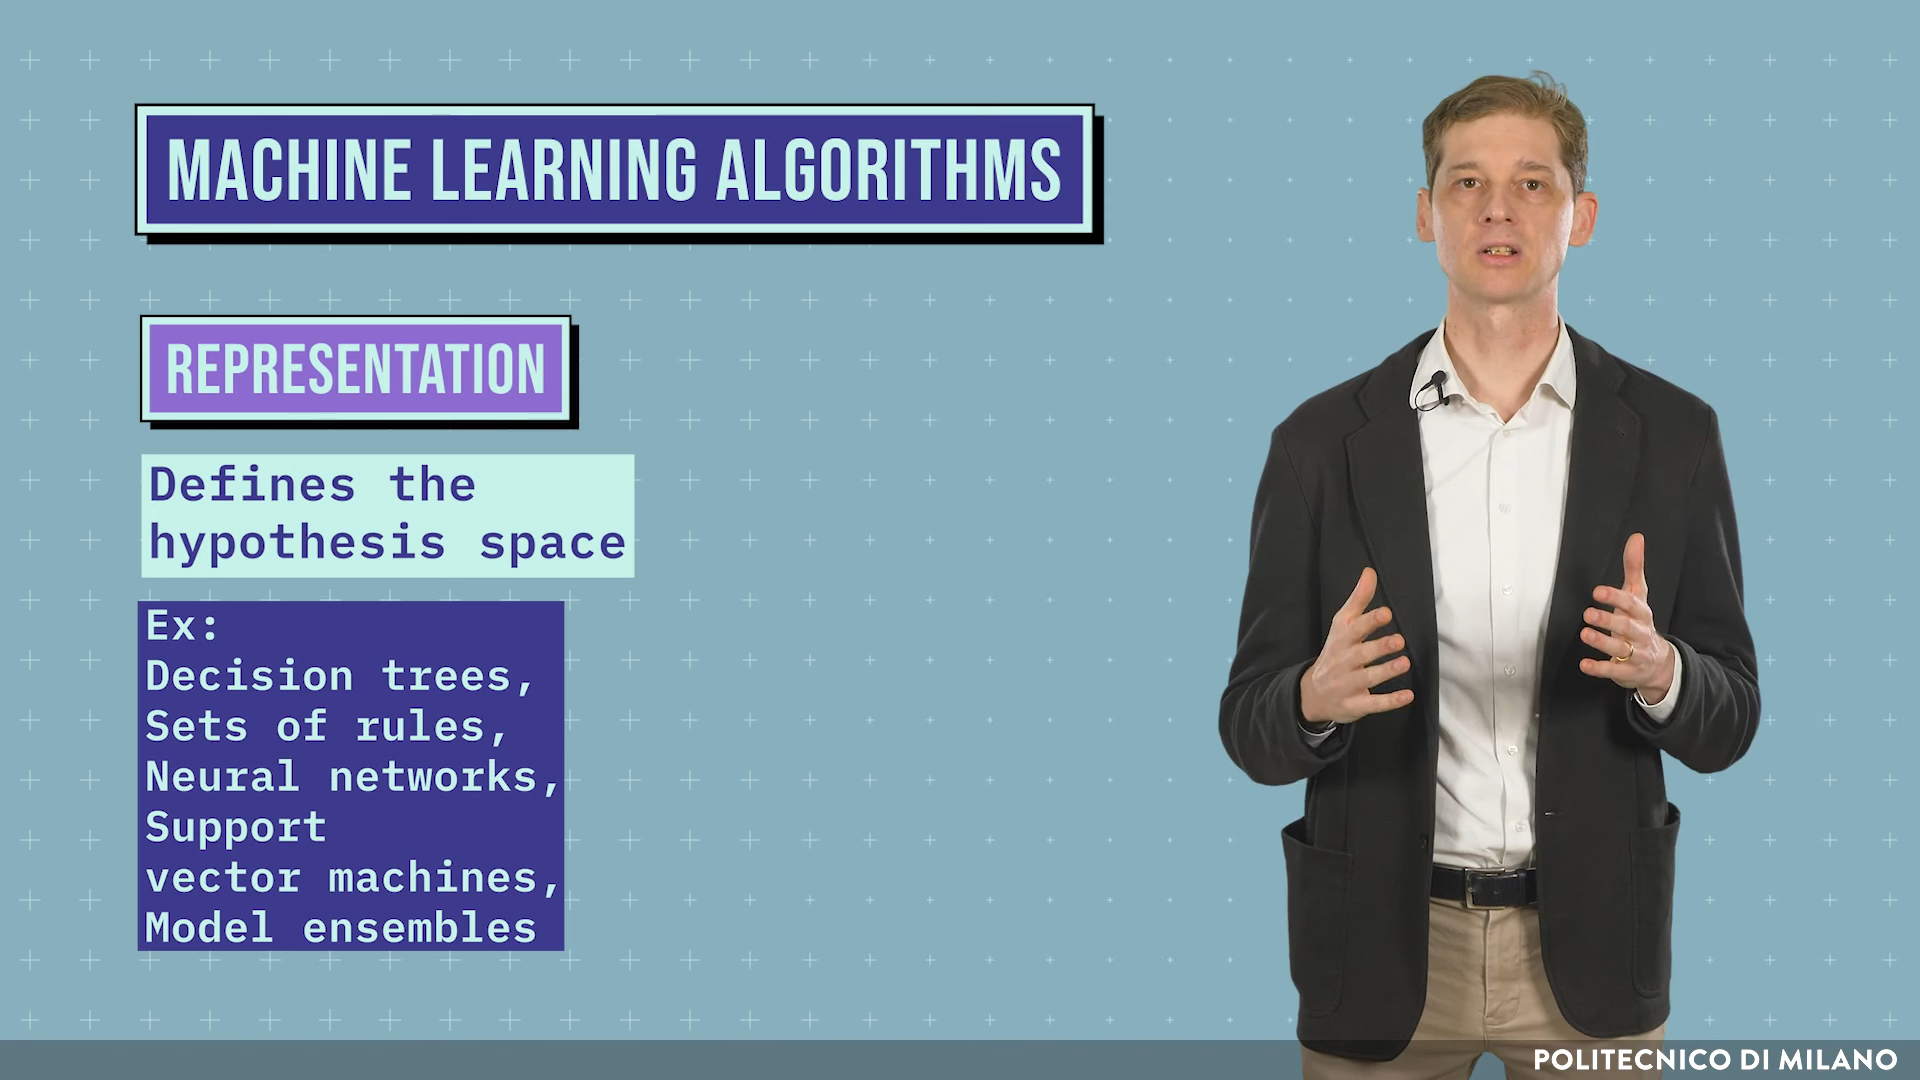 MACHINE LEARNING ALGORITHMS
REPRESENTATION
Defines the
hypothesis space
Ex:
Decision trees,
Sets of rules,
Neural networks,
Support
vector machines,
Model ensembles
POLITECNICO DI MILANO